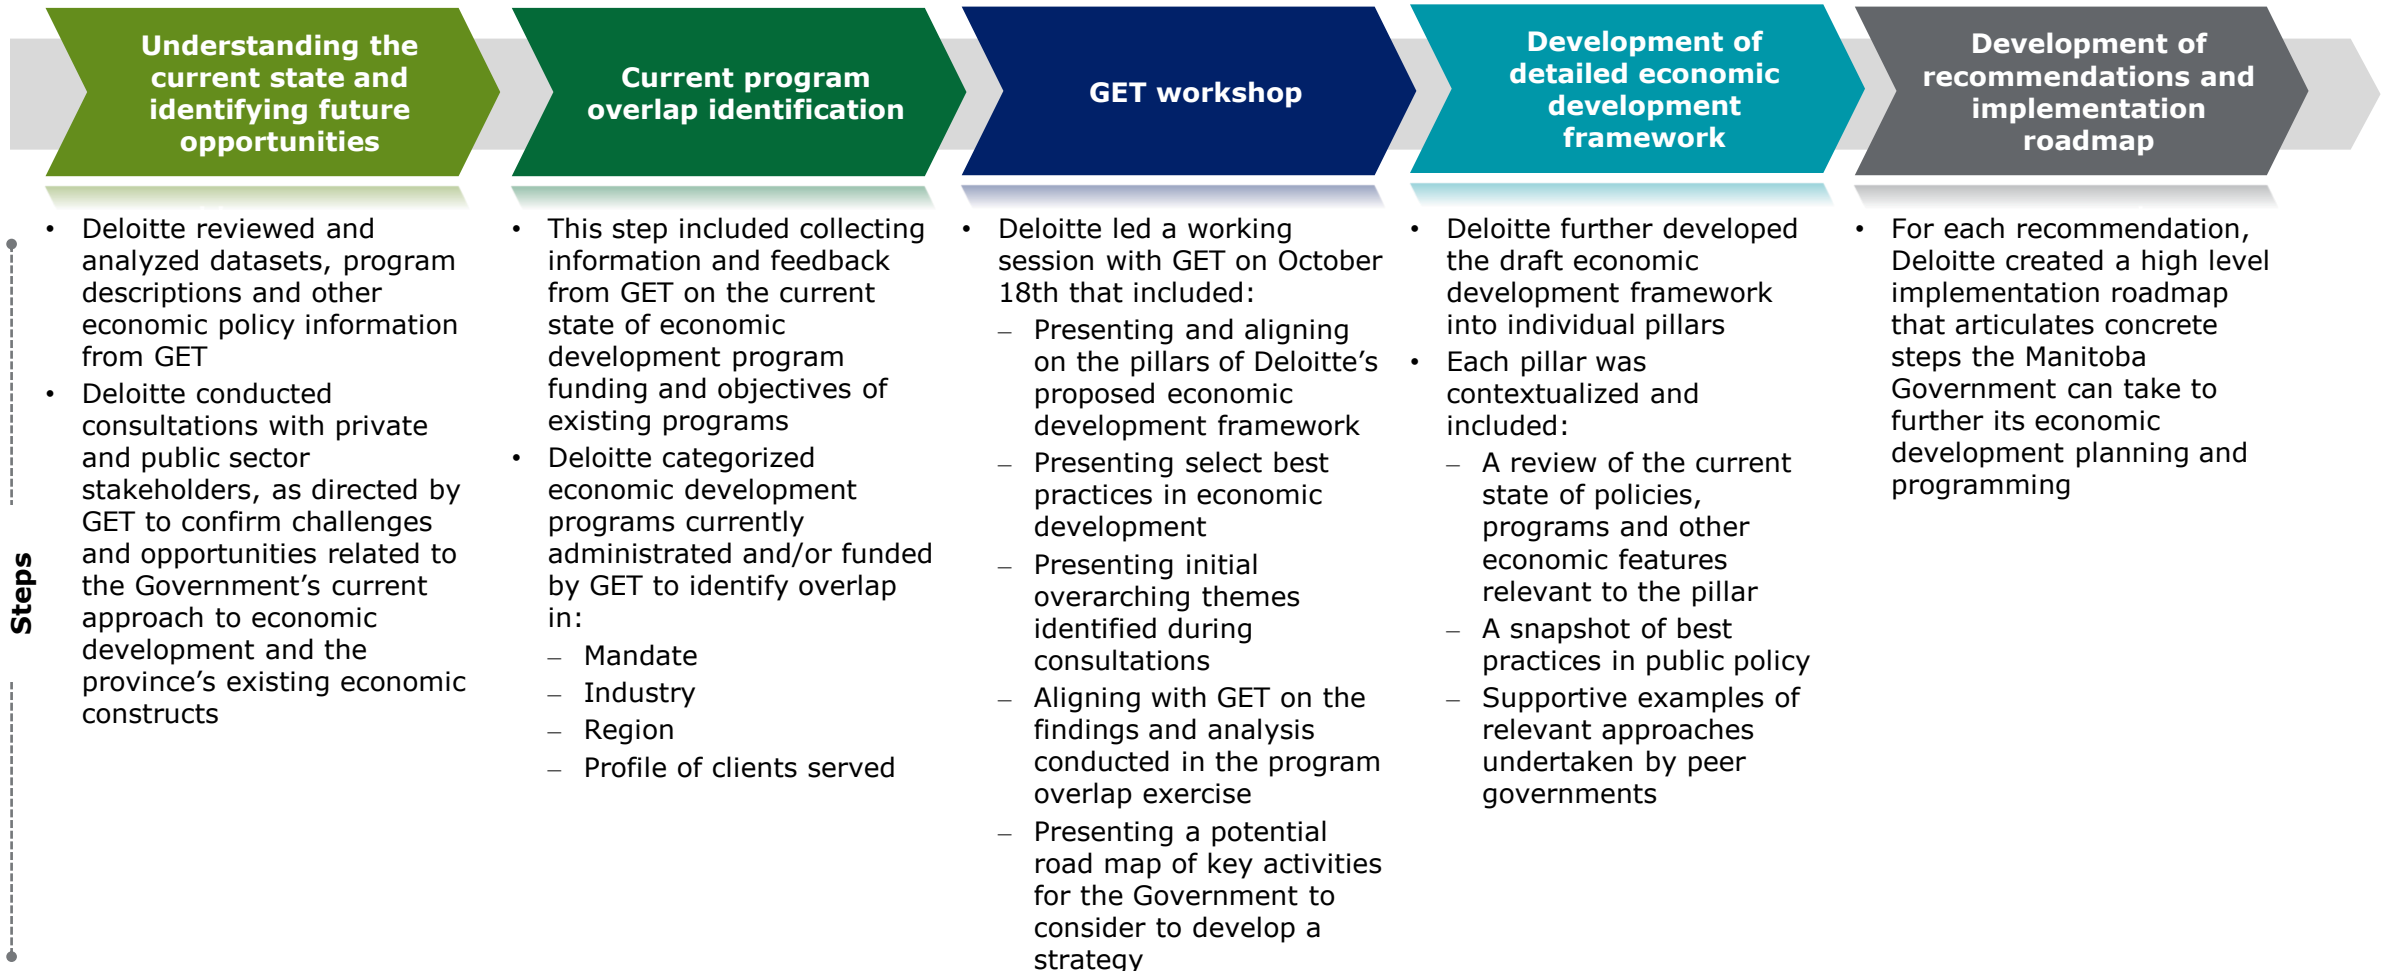 Understanding the
current state and
identifying future
opportunities
Current program
overlap identification
GET workshop
Development of
detailed economic
development
framework
Development of
recommendations and
implementation
roadmap
Steps
• Deloitte reviewed and
analyzed datasets, program
descriptions and other
economic policy information
from GET
• Deloitte conducted
consultations with private
and public sector
stakeholders, as directed by
GET to confirm challenges
and opportunities related to
the Government’s current
approach to economic
development and the
province’s existing economic
constructs
• This step included collecting
information and feedback
from GET on the current
state of economic
development program
funding and objectives of
existing programs
• Deloitte categorized
economic development
programs currently
administrated and/or funded
by GET to identify overlap
in:
– Mandate
– Industry
– Region
– Profile of clients served
• Deloitte led a working
session with GET on October
18th that included:
– Presenting and aligning
on the pillars of Deloitte’s
proposed economic
development framework
– Presenting select best
practices in economic
development
– Presenting initial
overarching themes
identified during
consultations
– Aligning with GET on the
findings and analysis
conducted in the program
overlap exercise
– Presenting a potential
road map of key activities
for the Government to
consider to develop a
strategy
• Deloitte further developed
the draft economic
development framework
into individual pillars
• Each pillar was
contextualized and
included:
– A review of the current
state of policies,
programs and other
economic features
relevant to the pillar
– A snapshot of best
practices in public policy
– Supportive examples of
relevant approaches
undertaken by peer
governments
• For each recommendation,
Deloitte created a high level
implementation roadmap
that articulates concrete
steps the Manitoba
Government can take to
further its economic
development planning and
programming